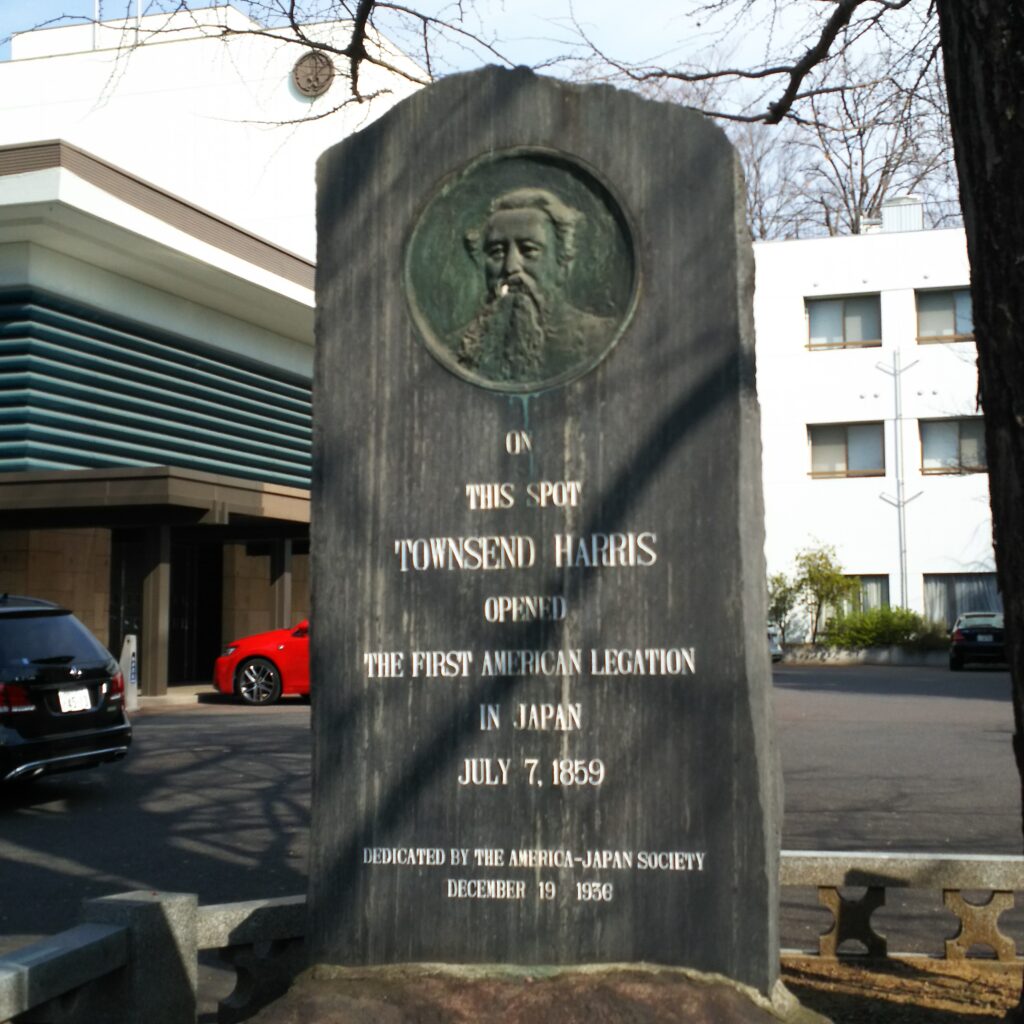 ON
THIS SPOT
TOWNSEND HARRIS
OPENED
THE FIRST AMERICAN LEGATION
IN JAPAN
JULY 7, 1859
DEDICATED BY THE AMERICA-JAPAN SOCIETY
DECEMBER 19 1936